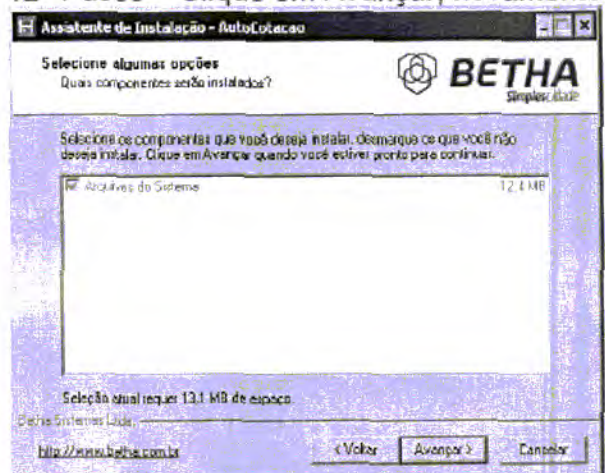 Assistente de Instalação - AutoCotacao
Selecione algumas opções
Quais componentes serão instalados?
BETHA
Simplescidade
Selecione os componentes que você deseja instalar, desmarque os que você não
deseja instalar. Clique em Avançar quando você estiver pronto para continuar.
Arquivos do Sistema 12,4 MB
Seleção atual requer 13,1 MB de espaço.
Betha Sistemas Ltda.
http://www.betha.com.br
< Voltar
Avançar >
Cancelar